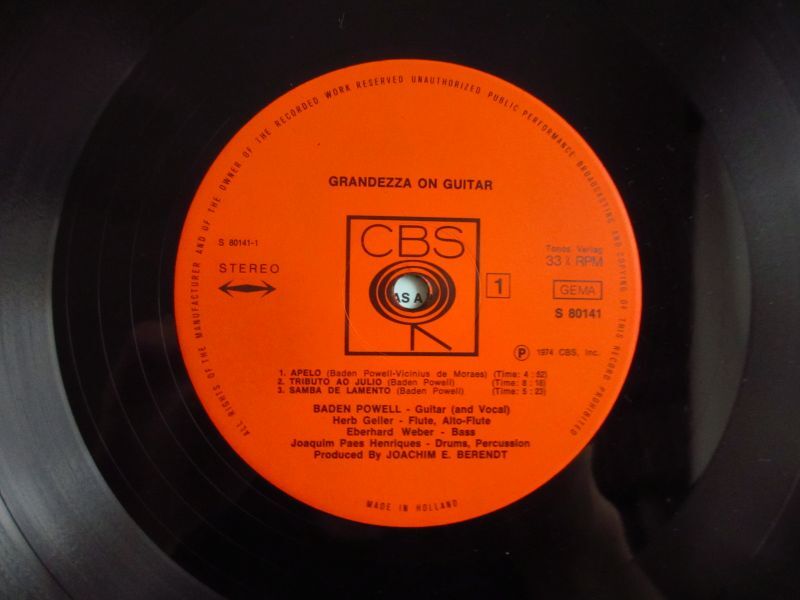 ALL RIGHTS OF THE MANUFACTURER AND OF THE OWNER OF THE RECORDED WORK RESERVED UNAUTHORIZED PUBLIC PERFORMANCE BROADCASTING AND COPYING OF THIS RECORD PROHIBITED
GRANDEZZA ON GUITAR
CBS
S 80141-1
STEREO
AS A
1
Tonos Verlag
33⅓ RPM
GEMA
S 80141
Ⓟ 1974 CBS, Inc.
1. APELO (Baden Powell-Vinicius de Moraes) (Time: 4 : 52)
2. TRIBUTO AO JULIO (Baden Powell) (Time: 8 : 18)
3. SAMBA DE LAMENTO (Baden Powell) (Time: 5 : 23)
BADEN POWELL - Guitar (and Vocal)
Herb Geller - Flute, Alto-Flute
Eberhard Weber - Bass
Joaquim Paes Henriques - Drums, Percussion
Produced By JOACHIM E. BERENDT
MADE IN HOLLAND